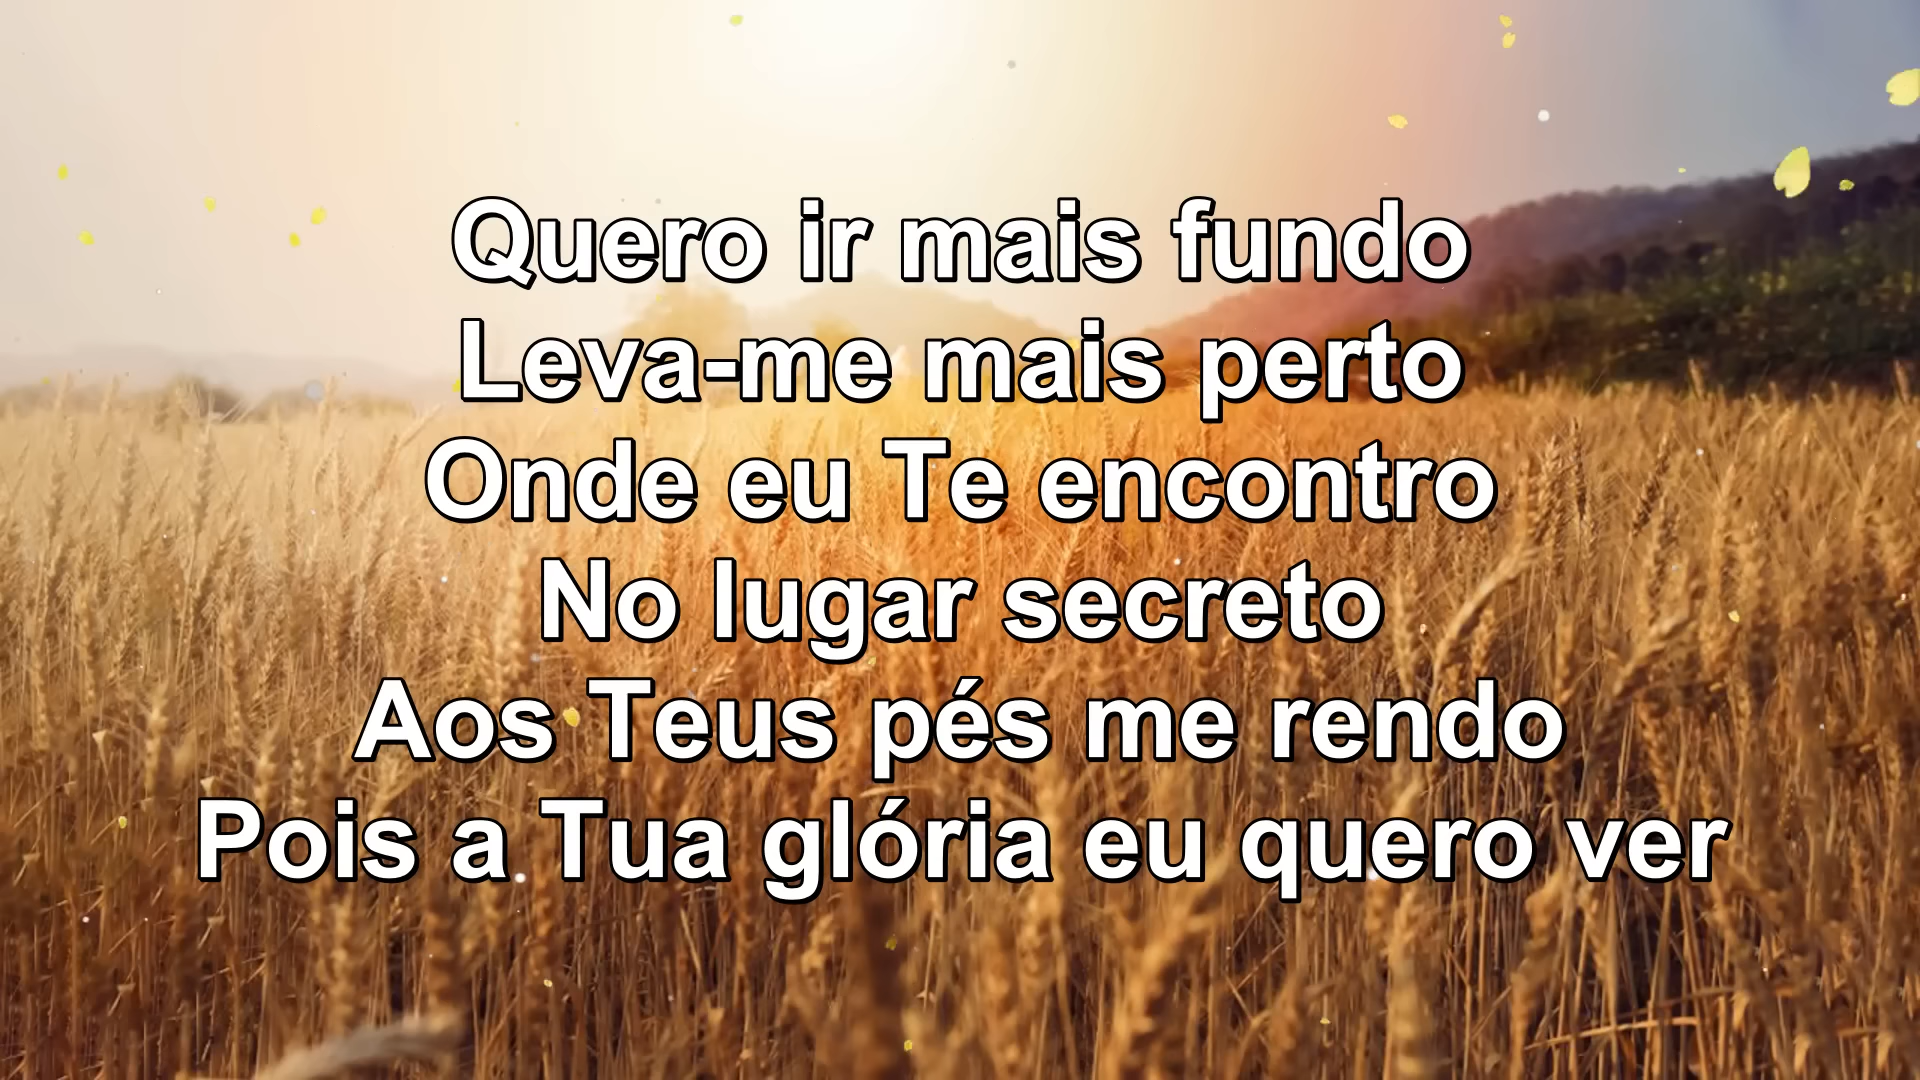 Quero ir mais fundo
Leva-me mais perto
Onde eu Te encontro
No lugar secreto
Aos Teus pés me rendo
Pois a Tua glória eu quero ver